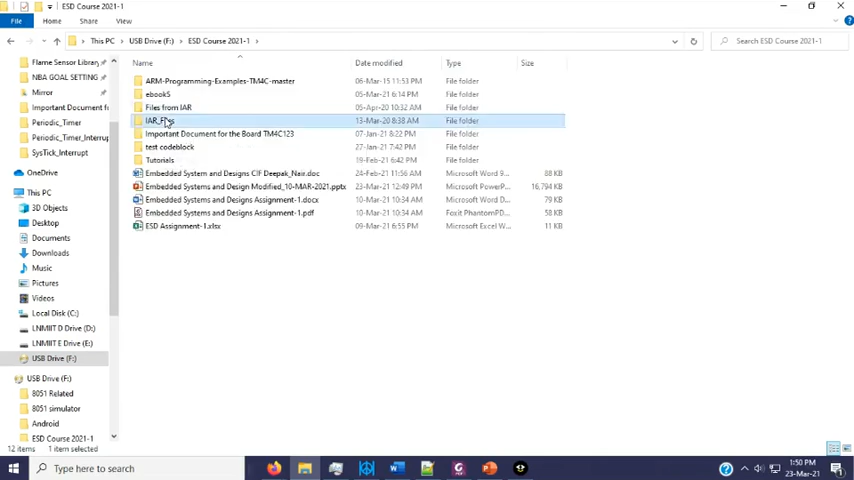 ESD Course 2021-1
File Home Share View
This PC > USB Drive (F:) > ESD Course 2021-1 >
Search ESD Course 2021-1
Name Date modified Type Size
Flame Sensor Library
NBA GOAL SETTING
Mirror
Important Document fo
Periodic_Timer
Periodic_Timer_Interrup
SysTick_Interrupt
OneDrive
This PC
3D Objects
Desktop
Documents
Downloads
Music
Pictures
Videos
Local Disk (C:)
LNMIIT D Drive (D:)
LNMIIT E Drive (E:)
USB Drive (F:)
USB Drive (F:)
8051 Related
8051 simulator
Android
ESD Course 2021-1
ARM-Programming-Examples-TM4C-master 06-Mar-15 11:53 PM File folder
ebook5 23-Jan-21 6:14 PM File folder
Files from IAR 05-Apr-20 10:32 AM File folder
IAR_Files 13-Mar-20 8:38 AM File folder
Important Document for the Board TM4C123 07-Jan-21 8:22 PM File folder
test codeblock 27-Jan-21 7:42 PM File folder
Tutorials 19-Feb-21 6:42 PM File folder
Embedded System and Designs CIF Deepak_Nair.doc 24-Feb-21 11:56 AM Microsoft Word 9... 88 KB
Embedded Systems and Design Modified_10-MAR-2021.pptx 23-Mar-21 12:49 PM Microsoft PowerP... 16,794 KB
Embedded Systems and Designs Assignment-1.docx 10-Mar-21 10:34 AM Microsoft Word D... 79 KB
Embedded Systems and Designs Assignment-1.pdf 10-Mar-21 10:34 AM Foxit PhantomPD... 58 KB
ESD Assignment-1.xlsx 09-Mar-21 6:55 PM Microsoft Excel W... 11 KB
12 items 1 item selected
Type here to search
1:50 PM
23-Mar-21